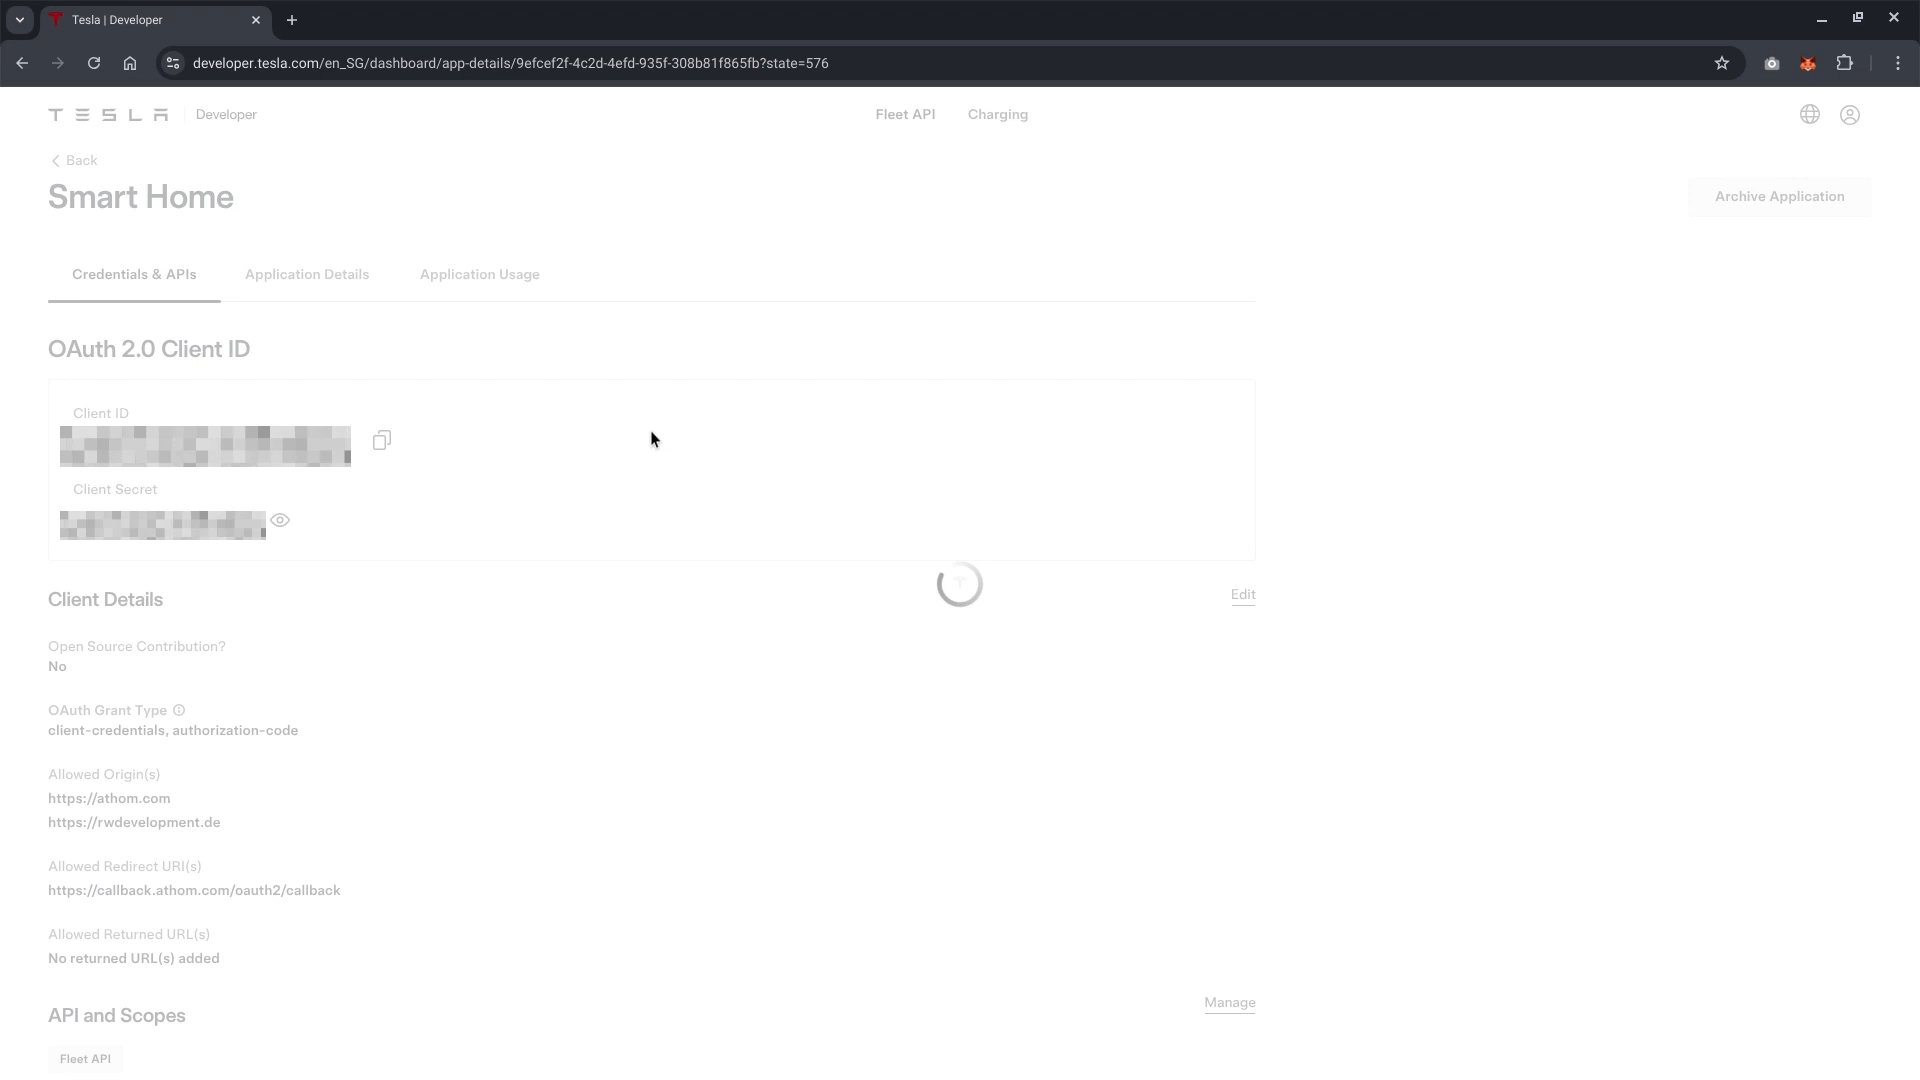 Tesla | Developer
developer.tesla.com/en_SG/dashboard/app-details/9efcef2f-4c2d-4efd-935f-308b81f865fb?state=576
TESLA
Developer
Fleet API
Charging
Back
Smart Home
Archive Application
Credentials & APIs
Application Details
Application Usage
OAuth 2.0 Client ID
Client ID
Client Secret
Client Details
Edit
Open Source Contribution?
No
OAuth Grant Type
client-credentials, authorization-code
Allowed Origin(s)
https://athom.com
https://rwdevelopment.de
Allowed Redirect URI(s)
https://callback.athom.com/oauth2/callback
Allowed Returned URL(s)
No returned URL(s) added
API and Scopes
Manage
Fleet API